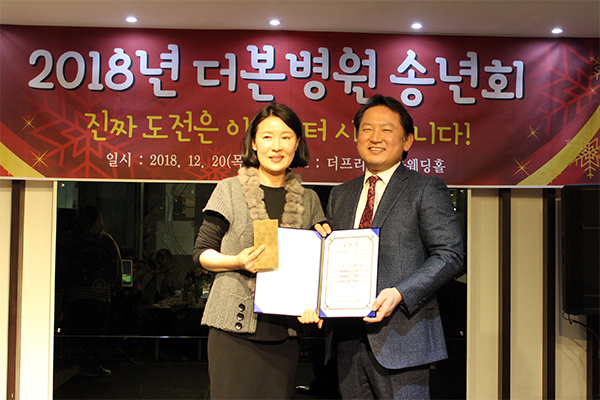 2018년 더본병원 송년회
진짜 도전은 이 터 시 니다!
일시 : 2018. 12. 20(목 : 더프리 웨딩홀